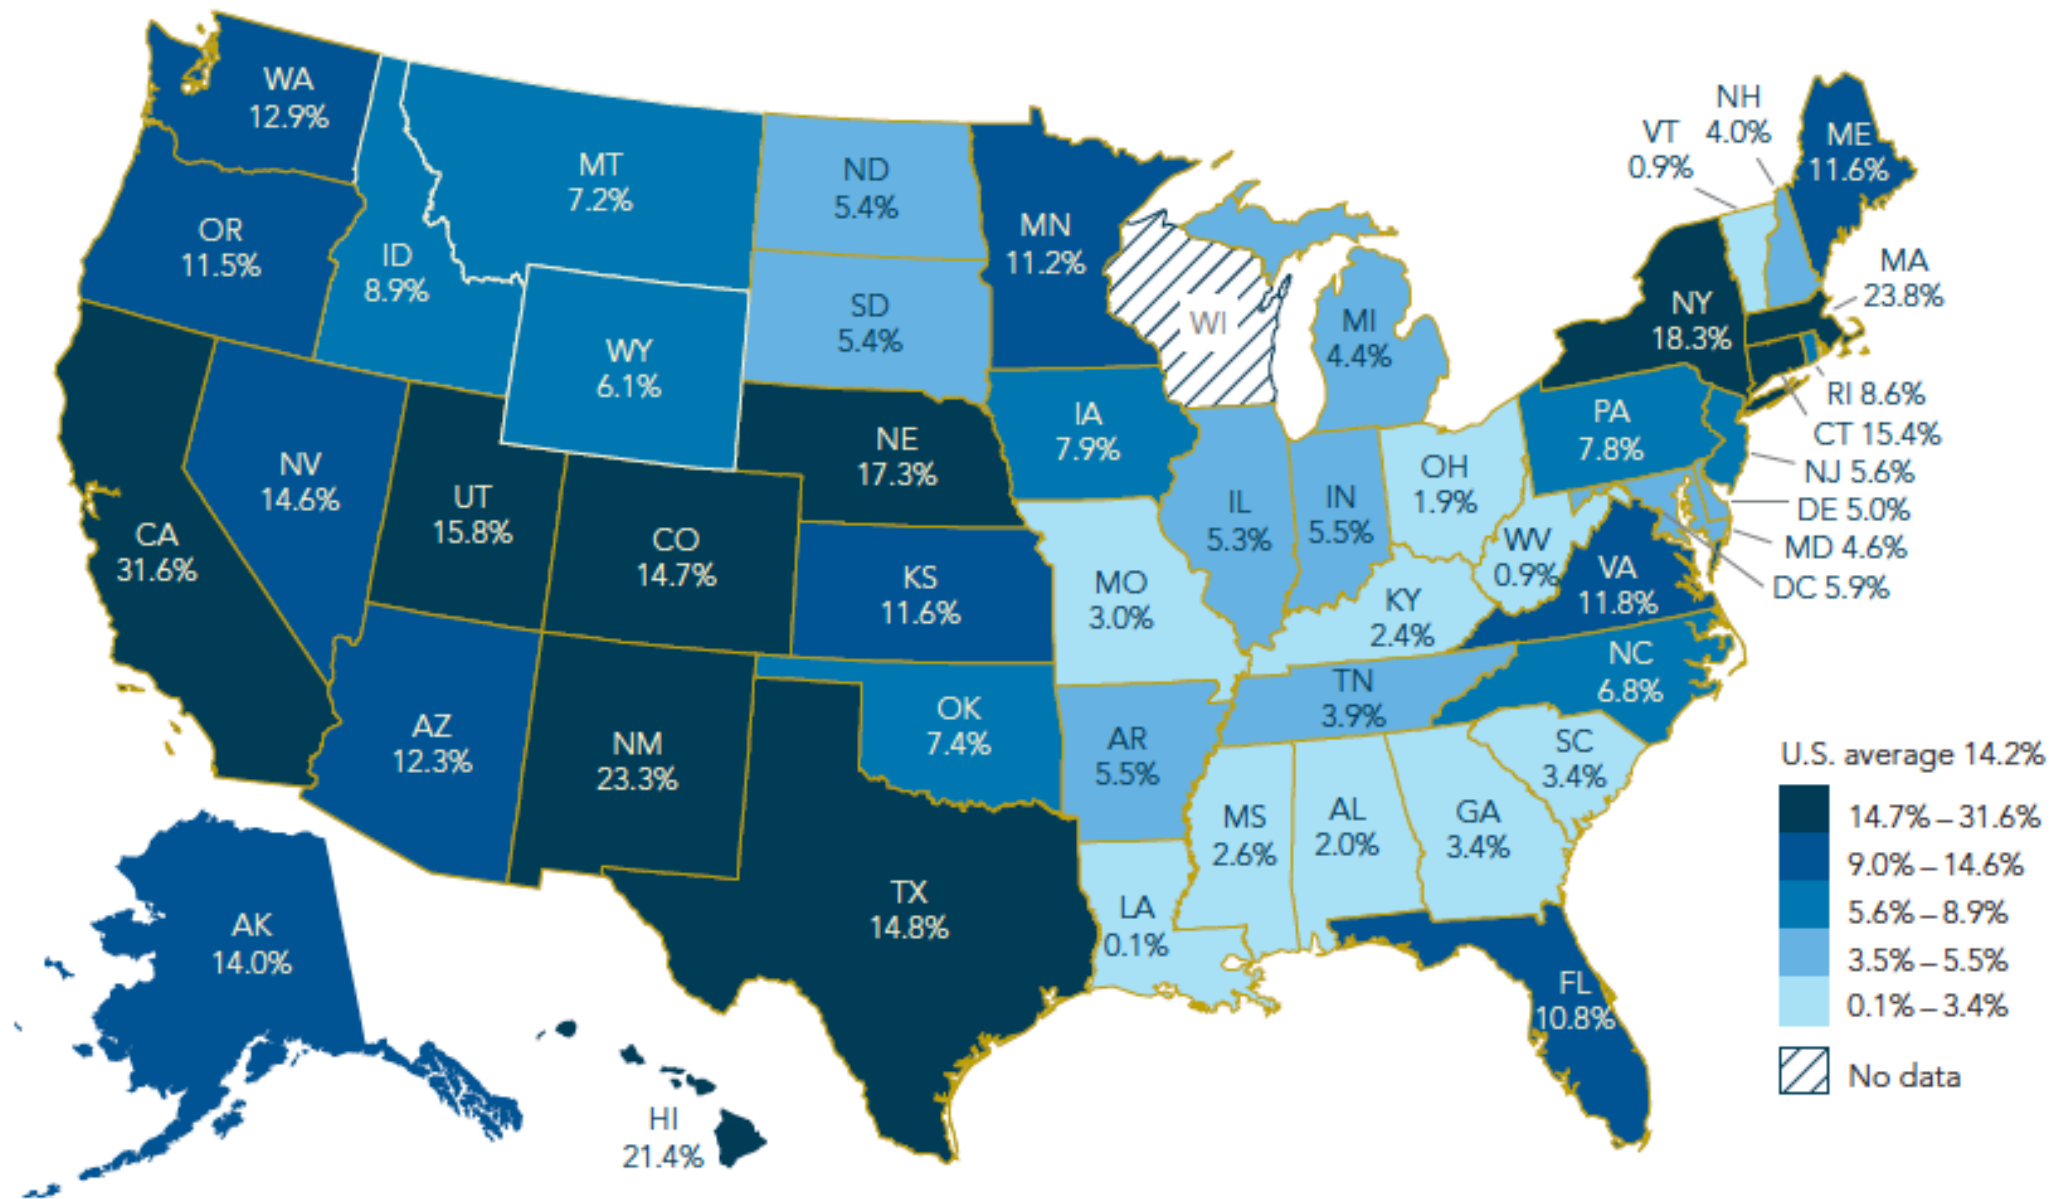 WA
12.9%
OR
11.5%
CA
31.6%
NV
14.6%
ID
8.9%
MT
7.2%
WY
6.1%
UT
15.8%
CO
14.7%
AZ
12.3%
NM
23.3%
ND
5.4%
SD
5.4%
NE
17.3%
KS
11.6%
OK
7.4%
TX
14.8%
MN
11.2%
IA
7.9%
MO
3.0%
AR
5.5%
LA
0.1%
WI
IL
5.3%
MI
4.4%
IN
5.5%
OH
1.9%
KY
2.4%
TN
3.9%
MS
2.6%
AL
2.0%
GA
3.4%
SC
3.4%
NC
6.8%
VA
11.8%
WV
0.9%
FL
10.8%
PA
7.8%
NY
18.3%
VT
0.9%
NH
4.0%
ME
11.6%
MA
23.8%
RI 8.6%
CT 15.4%
NJ 5.6%
DE 5.0%
MD 4.6%
DC 5.9%
AK
14.0%
HI
21.4%
U.S. average 14.2%
14.7% – 31.6%
9.0% – 14.6%
5.6% – 8.9%
3.5% – 5.5%
0.1% – 3.4%
No data